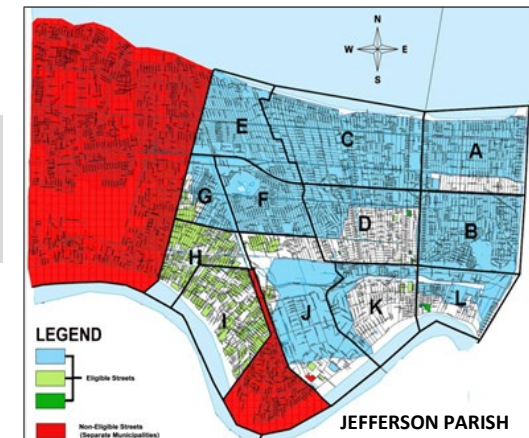 N
W E
S
E
C
A
G
F
D
B
H
I
J
K
L
LEGEND
Eligible Streets
Non-Eligible Streets
(Separate Municipalities)
JEFFERSON PARISH